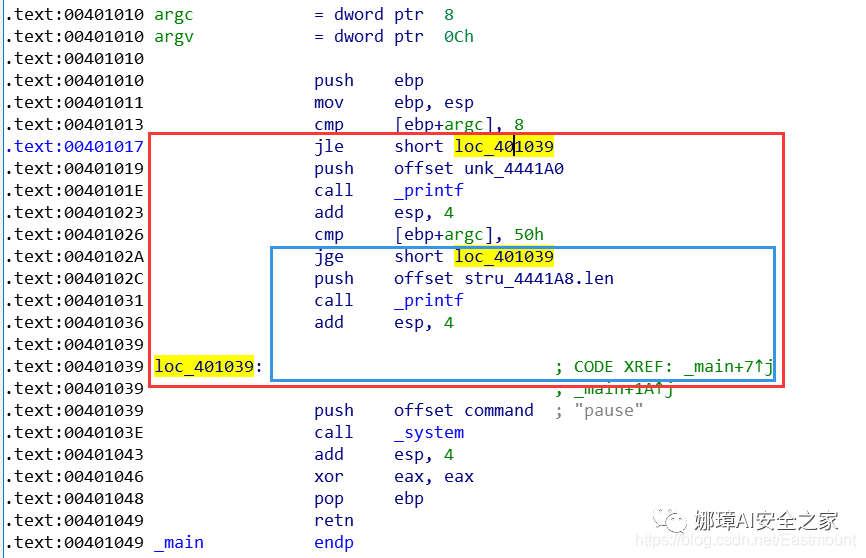 .text:00401010 argc = dword ptr 8
.text:00401010 argv = dword ptr 0Ch
.text:00401010
.text:00401010 push ebp
.text:00401011 mov ebp, esp
.text:00401013 cmp [ebp+argc], 8
.text:00401017 jle short loc_401039
.text:00401019 push offset unk_4441A0
.text:0040101E call _printf
.text:00401023 add esp, 4
.text:00401026 cmp [ebp+argc], 50h
.text:0040102A jge short loc_401039
.text:0040102C push offset stru_4441A8.len
.text:00401031 call _printf
.text:00401036 add esp, 4
.text:00401039
.text:00401039 loc_401039: ; CODE XREF: _main+7↑j
.text:00401039 ; _main+1A↑j
.text:00401039 push offset command ; "pause"
.text:0040103E call _system
.text:00401043 add esp, 4
.text:00401046 xor eax, eax
.text:00401048 pop ebp
.text:00401049 retn
.text:00401049 _main endp
娜璋AI安全之家
https://blog.csdn.net/Eastmount